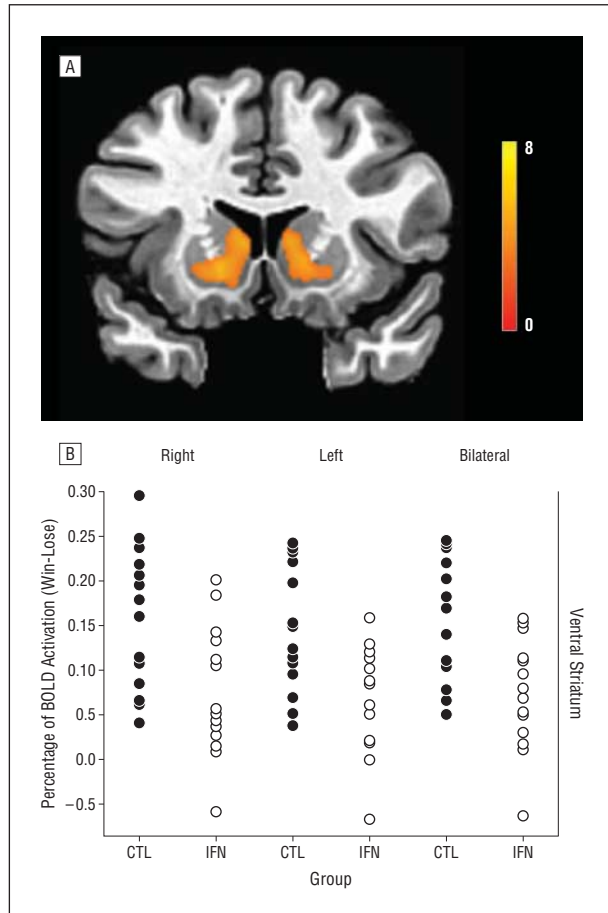 A
8
0
B
Right Left Bilateral
0.30
0.25
0.20
0.15
0.10
0.5
0.0
−0.5
Percentage of BOLD Activation (Win-Lose)
Ventral Striatum
CTL IFN CTL IFN CTL IFN
Group